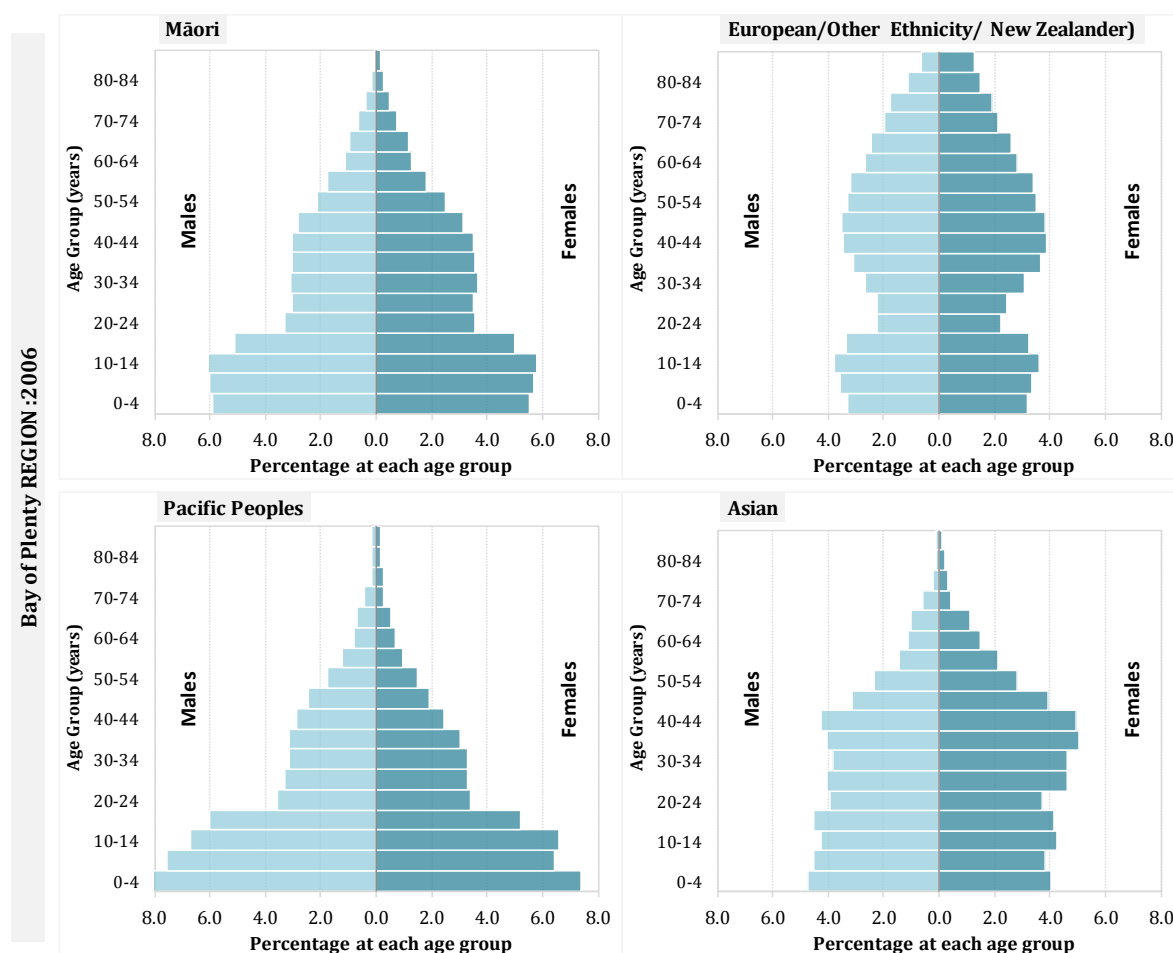 Bay of Plenty REGION :2006
Māori
Age Group (years)
80-84
70-74
60-64
50-54
40-44
30-34
20-24
10-14
0-4
Males
Females
8.0 6.0 4.0 2.0 0.0 2.0 4.0 6.0 8.0
Percentage at each age group
European/Other Ethnicity/ New Zealander)
Age Group (years)
80-84
70-74
60-64
50-54
40-44
30-34
20-24
10-14
0-4
Males
Females
8.0 6.0 4.0 2.0 0.0 2.0 4.0 6.0 8.0
Percentage at each age group
Pacific Peoples
Age Group (years)
80-84
70-74
60-64
50-54
40-44
30-34
20-24
10-14
0-4
Males
Females
8.0 6.0 4.0 2.0 0.0 2.0 4.0 6.0 8.0
Percentage at each age group
Asian
Age Group (years)
80-84
70-74
60-64
50-54
40-44
30-34
20-24
10-14
0-4
Males
Females
8.0 6.0 4.0 2.0 0.0 2.0 4.0 6.0 8.0
Percentage at each age group